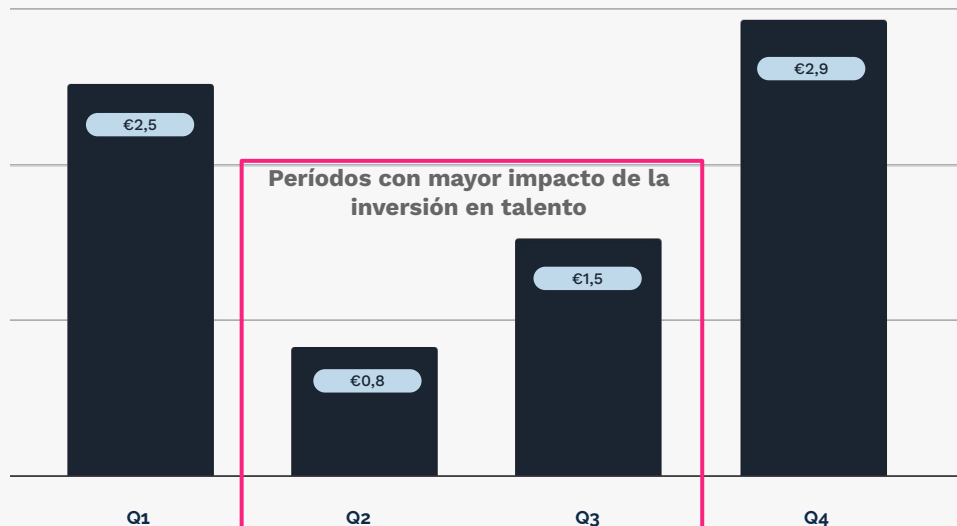 €2,9
€2,5
Períodos con mayor impacto de la
inversión en talento
€1,5
€0,8
Q1
Q2
Q3
Q4